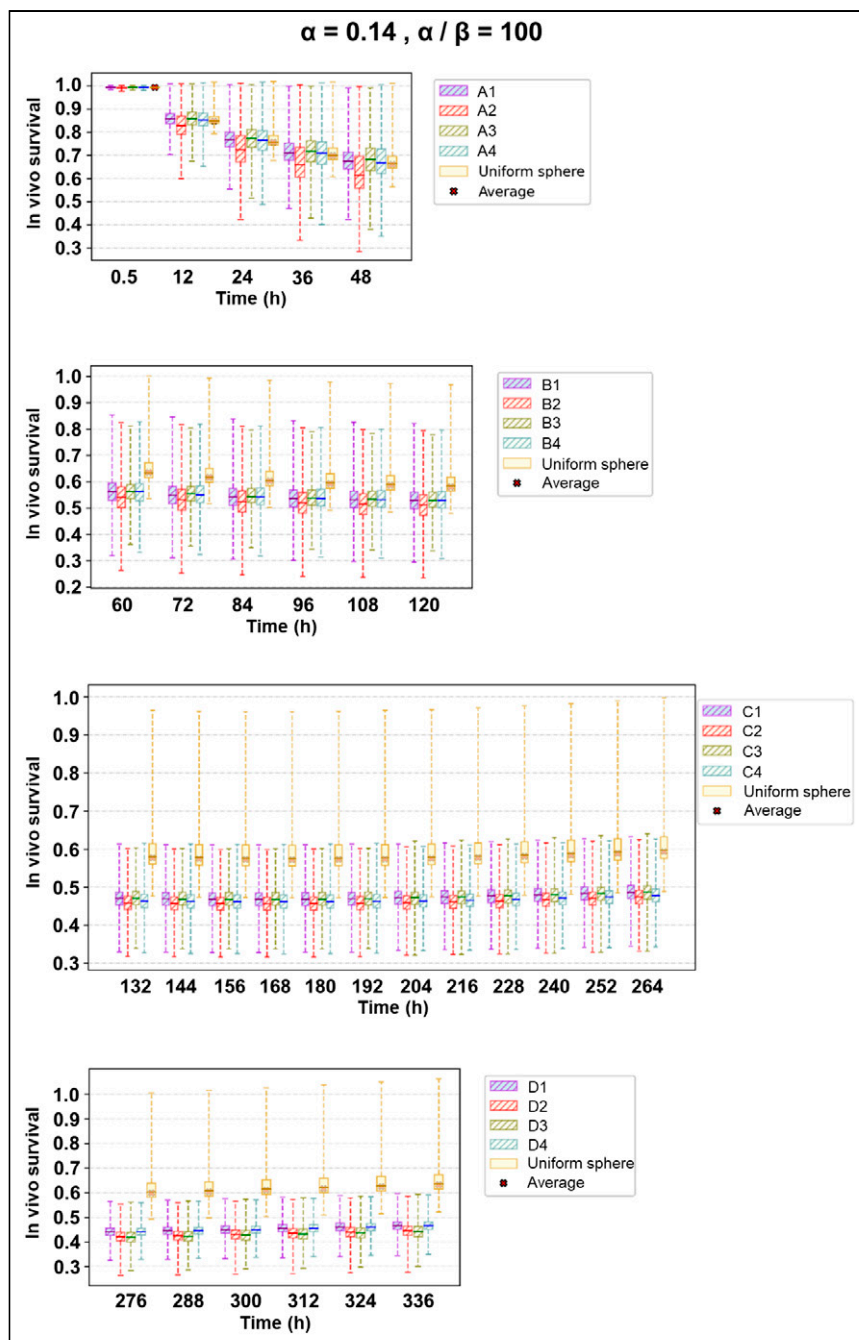 α = 0.14 , α / β = 100
In vivo survival
1.0
0.9
0.8
0.7
0.6
0.5
0.4
0.3
0.5 12 24 36 48
Time (h)
A1
A2
A3
A4
Uniform sphere
Average
In vivo survival
1.0
0.9
0.8
0.7
0.6
0.5
0.4
0.3
0.2
60 72 84 96 108 120
Time (h)
B1
B2
B3
B4
Uniform sphere
Average
In vivo survival
1.0
0.9
0.8
0.7
0.6
0.5
0.4
0.3
132 144 156 168 180 192 204 216 228 240 252 264
Time (h)
C1
C2
C3
C4
Uniform sphere
Average
In vivo survival
1.0
0.9
0.8
0.7
0.6
0.5
0.4
0.3
276 288 300 312 324 336
Time (h)
D1
D2
D3
D4
Uniform sphere
Average